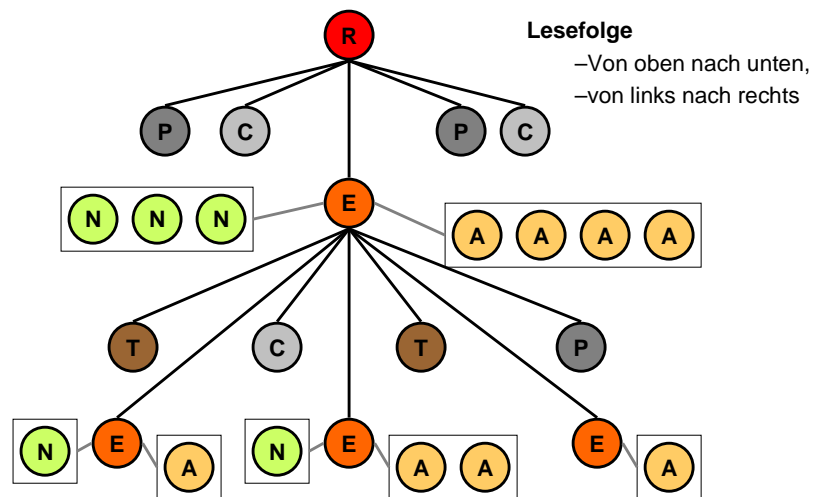 R
Lesefolge
–Von oben nach unten,
–von links nach rechts
P C P C
N N N E A A A A
T C T P
N E A N E A A E A